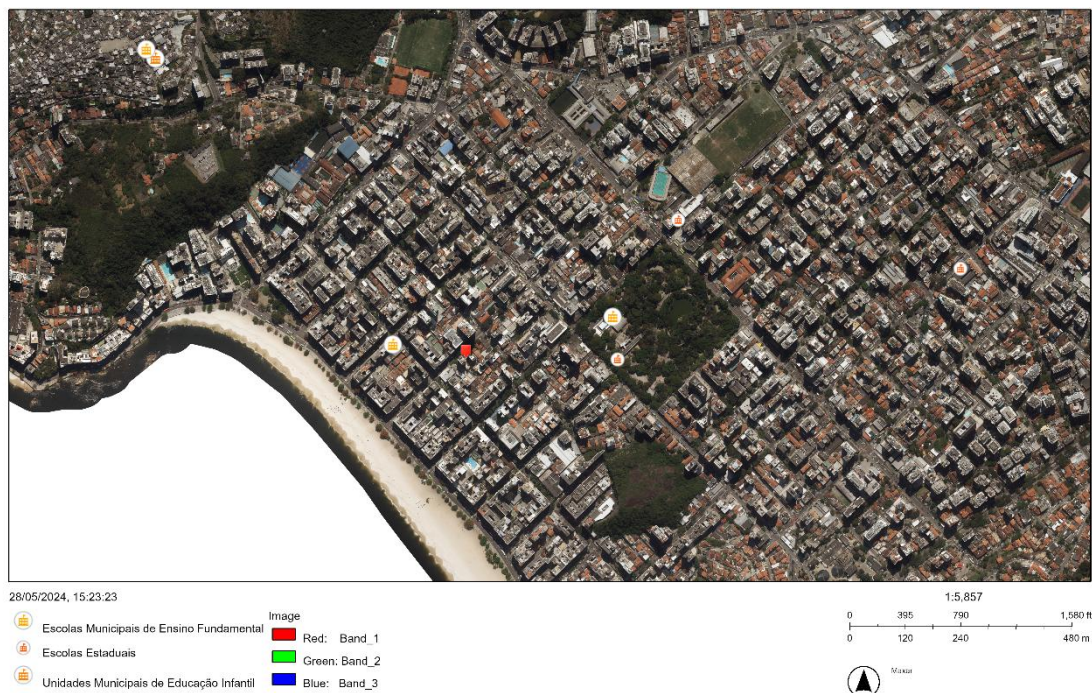 28/05/2024, 15:23:23
1:5,857
Escolas Municipais de Ensino Fundamental
Escolas Estaduais
Unidades Municipais de Educação Infantil
Image
Red: Band_1
Green: Band_2
Blue: Band_3
0 395 790 1,580 ft
0 120 240 480 m
Maxar